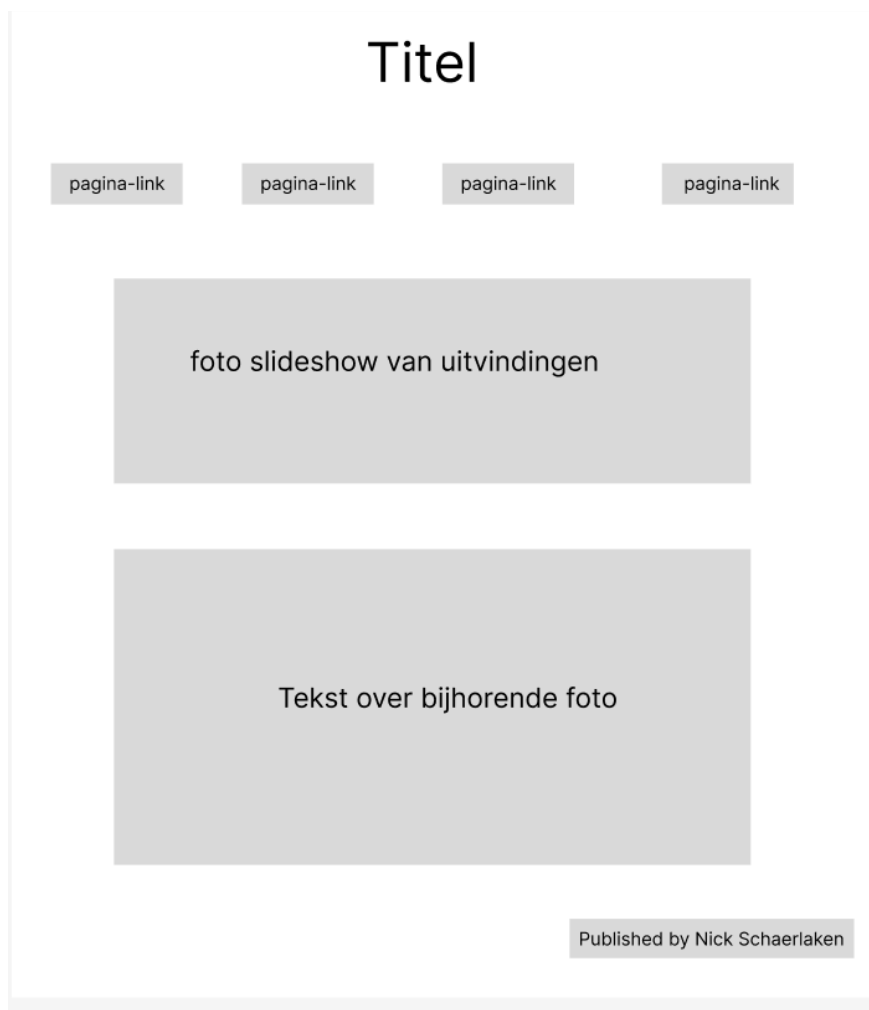 Titel
pagina-link
pagina-link
pagina-link
pagina-link
foto slideshow van uitvindingen
Tekst over bijhorende foto
Published by Nick Schaerlaken